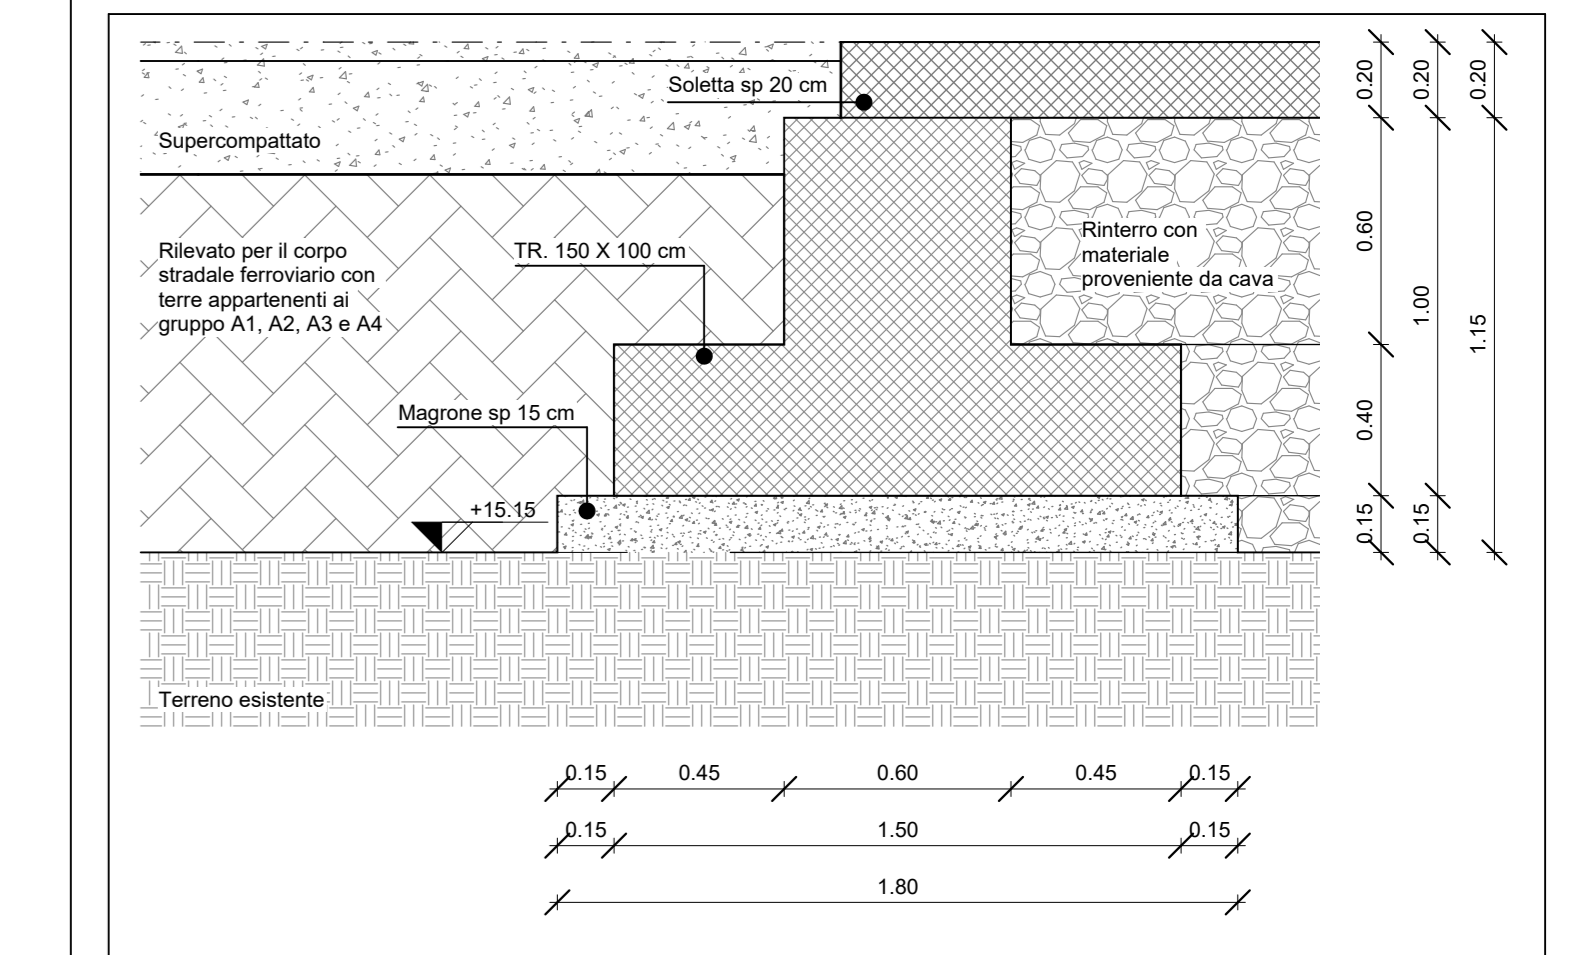 Soletta sp 20 cm
Supercompattato
Rilevato per il corpo
stradale ferroviario con
terre appartenenti ai
gruppo A1, A2, A3 e A4
TR. 150 X 100 cm
Rinterro con
materiale
proveniente da cava
Magrone sp 15 cm
+15.15
Terreno esistente
0.20
0.20
0.20
0.60
1.00
1.15
0.40
0.15
0.15
0.15
0.45
0.60
0.45
0.15
0.15
1.50
0.15
1.80